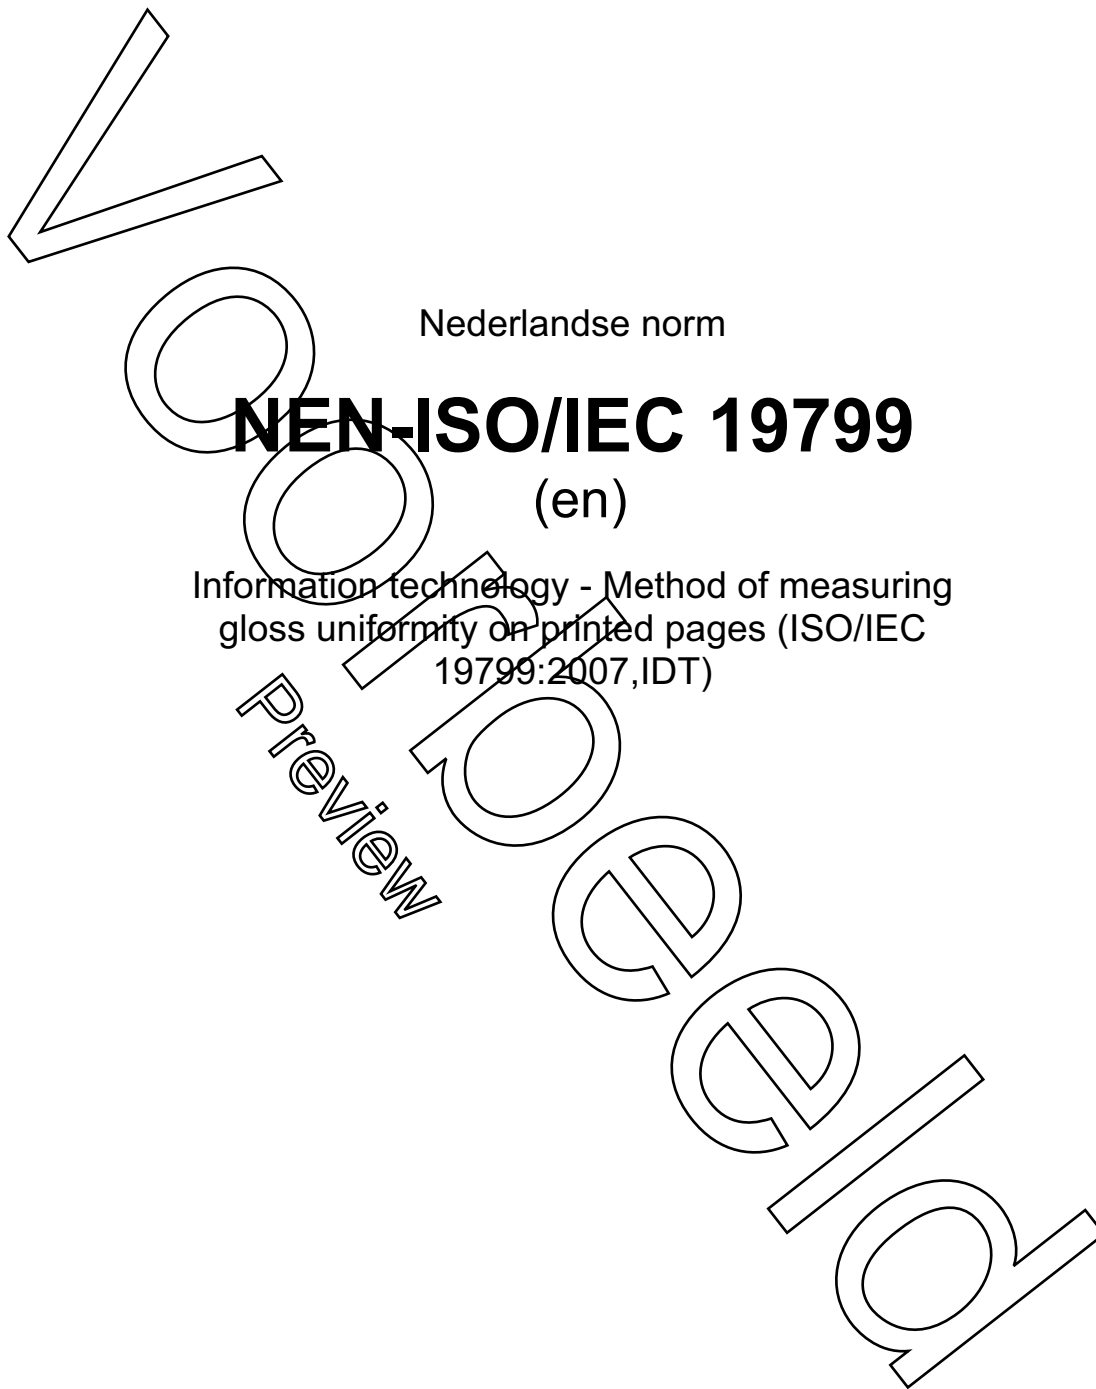 Voorbeeld
Preview
Nederlandse norm
NEN-ISO/IEC 19799
(en)
Information technology - Method of measuring
gloss uniformity on printed pages (ISO/IEC
19799:2007,IDT)